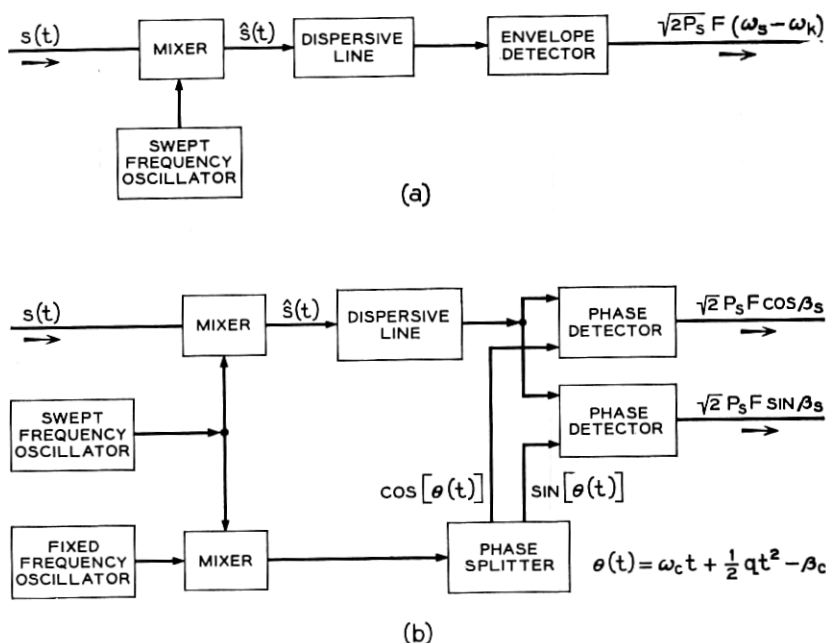 s(t)
MIXER
ŝ(t)
DISPERSIVE
LINE
ENVELOPE
DETECTOR
√2P_S F (ω_s − ω_k)
SWEPT
FREQUENCY
OSCILLATOR
(a)
s(t)
MIXER
ŝ(t)
DISPERSIVE
LINE
PHASE
DETECTOR
√2 P_S F COS β_s
SWEPT
FREQUENCY
OSCILLATOR
PHASE
DETECTOR
√2 P_S F SIN β_s
COS [θ(t)]
SIN [θ(t)]
FIXED
FREQUENCY
OSCILLATOR
MIXER
PHASE
SPLITTER
θ(t) = ω_c t + 1/2 qt² − β_c
(b)